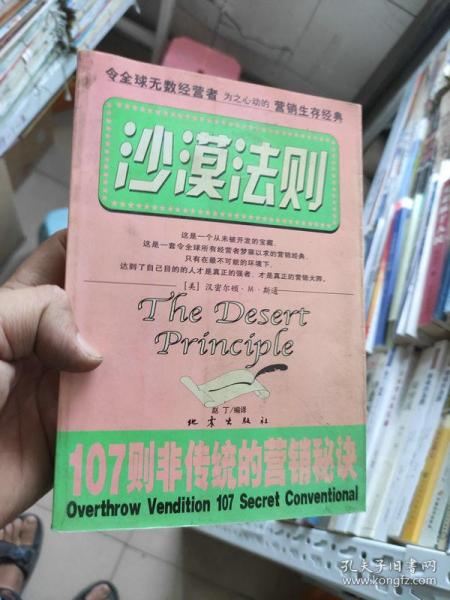 令全球无数经营者 为之心动的 营销生存经典
沙漠法则
这是一个从未被开发的宝藏,
这是一套令全球所有经营者梦寐以求的营销经典,
只有在最不可能的环境下,
达到了自己目的的人才是真正的强者,才是真正的营销大师。
[美] 汉密尔顿·M·斯通
The Desert
Principle
赵 丁/编译
地震出版社
107则非传统的营销秘诀
Overthrow Vendition 107 Secret Conventional
孔夫子旧书网
www.kongfz.com